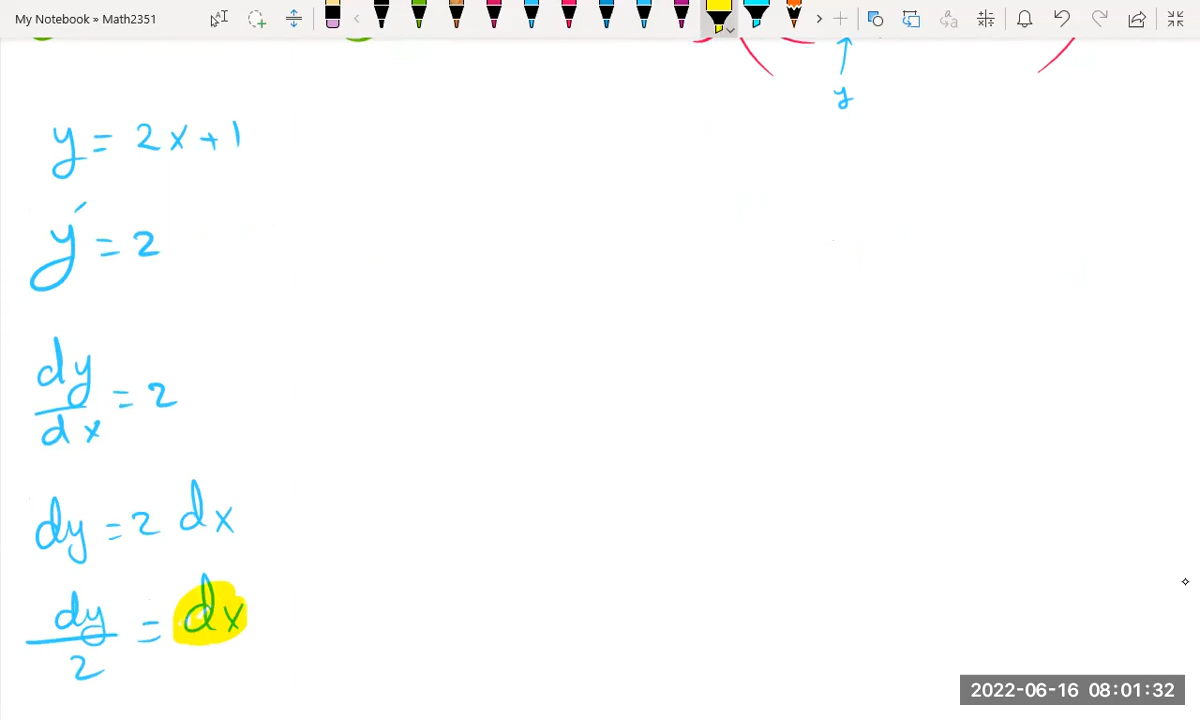 My Notebook » Math2351
y
y = 2x+1
y′ = 2
dy/dx = 2
dy = 2 dx
dy/2 = dx
2022-06-16 08:01:32